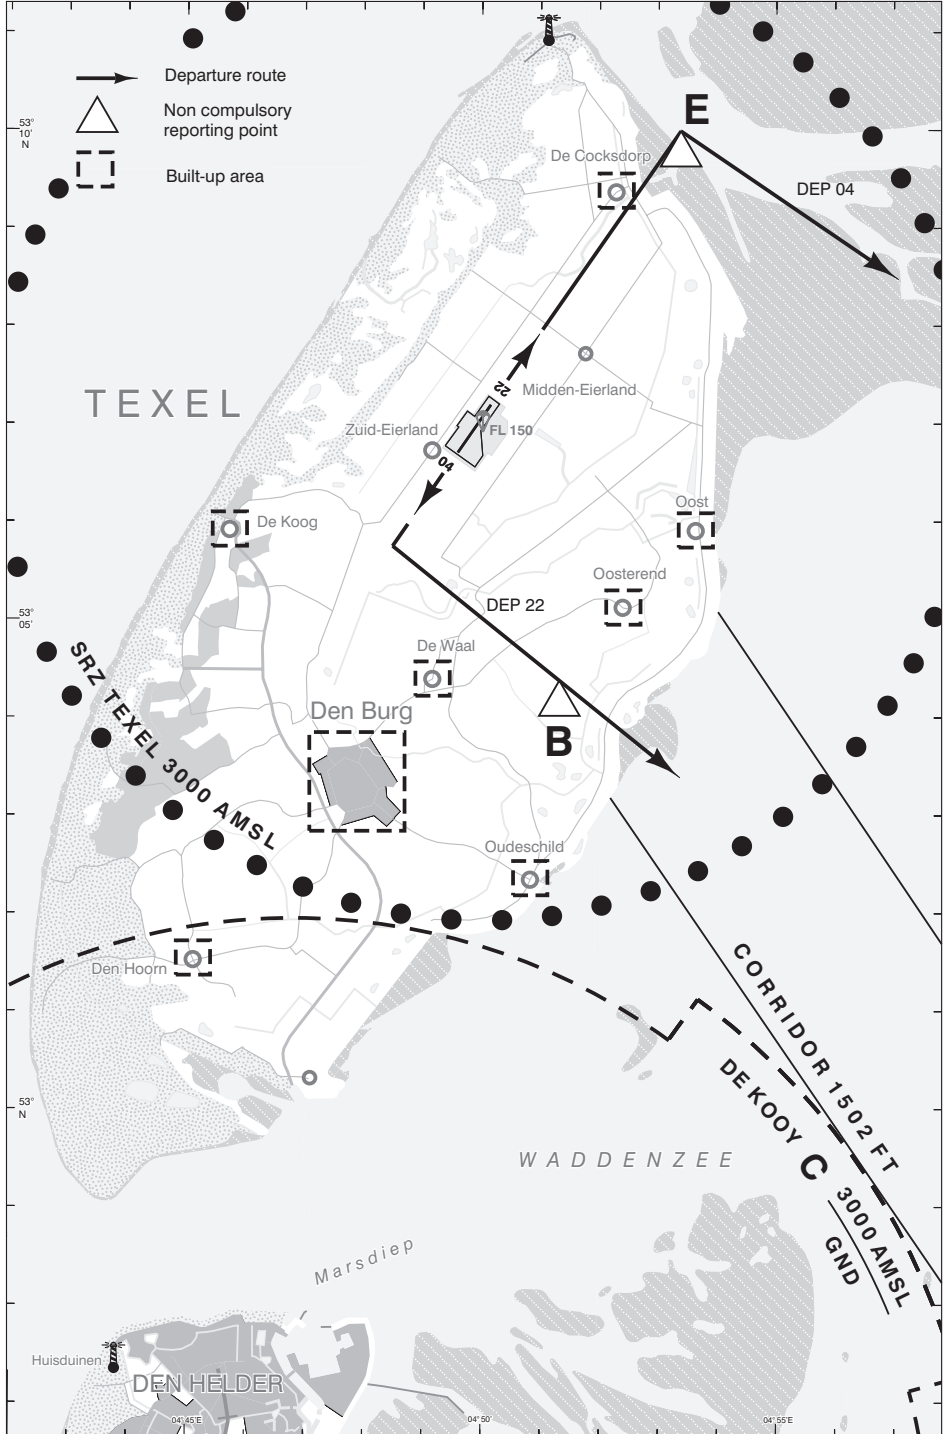 Departure route
Non compulsory
reporting point
Built-up area
53°
10'
N
E
De Cocksdorp
DEP 04
TEXEL
22
Midden-Eierland
Zuid-Eierland
FL 150
04
De Koog
Oost
Oosterend
DEP 22
53°
05'
De Waal
Den Burg
B
SRZ TEXEL 3000 AMSL
Oudeschild
Den Hoorn
CORRIDOR 1502 FT
DE KOOY C 3000 AMSL
GND
53°
N
WADDENZEE
Marsdiep
Huisduinen
DEN HELDER
04° 45'E
04° 50'
04° 55'E